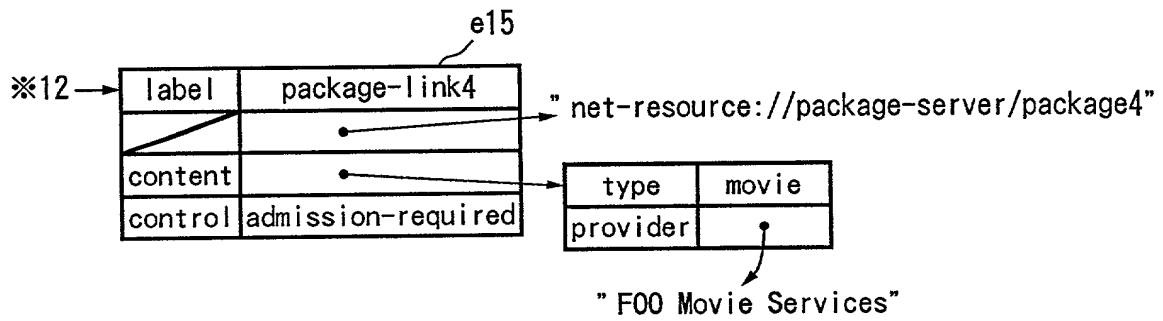 e15
※12
label package-link4
"net-resource://package-server/package4"
content
type movie
control admission-required
provider
"FOO Movie Services"